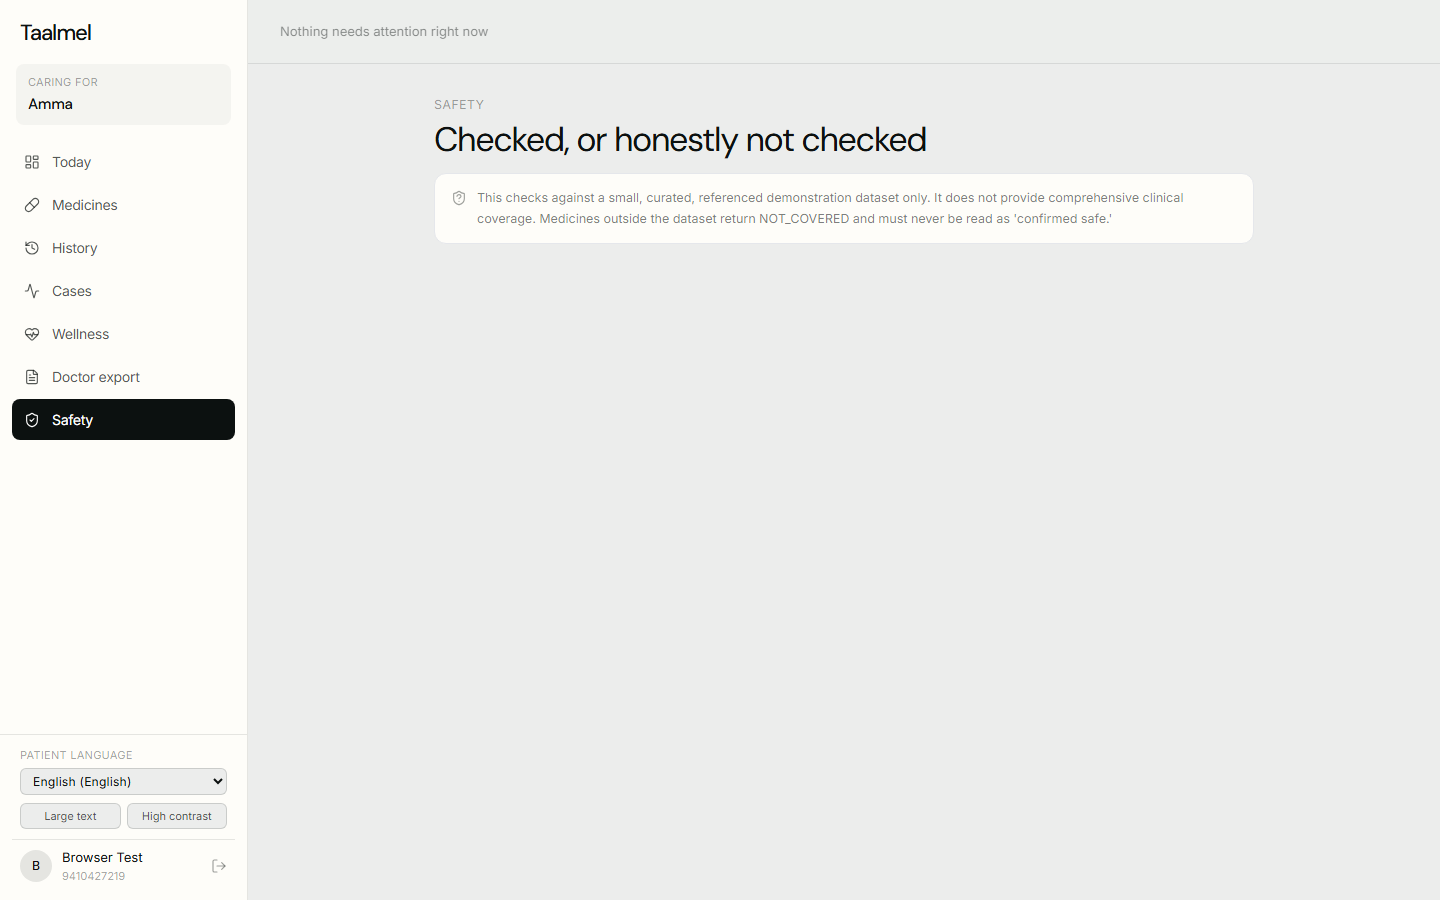 Taalmel
CARING FOR
Amma
Today
Medicines
History
Cases
Wellness
Doctor export
Safety
PATIENT LANGUAGE
English (English)
Large text
High contrast
B
Browser Test
9410427219
Nothing needs attention right now
SAFETY
Checked, or honestly not checked
This checks against a small, curated, referenced demonstration dataset only. It does not provide comprehensive clinical
coverage. Medicines outside the dataset return NOT_COVERED and must never be read as 'confirmed safe.'